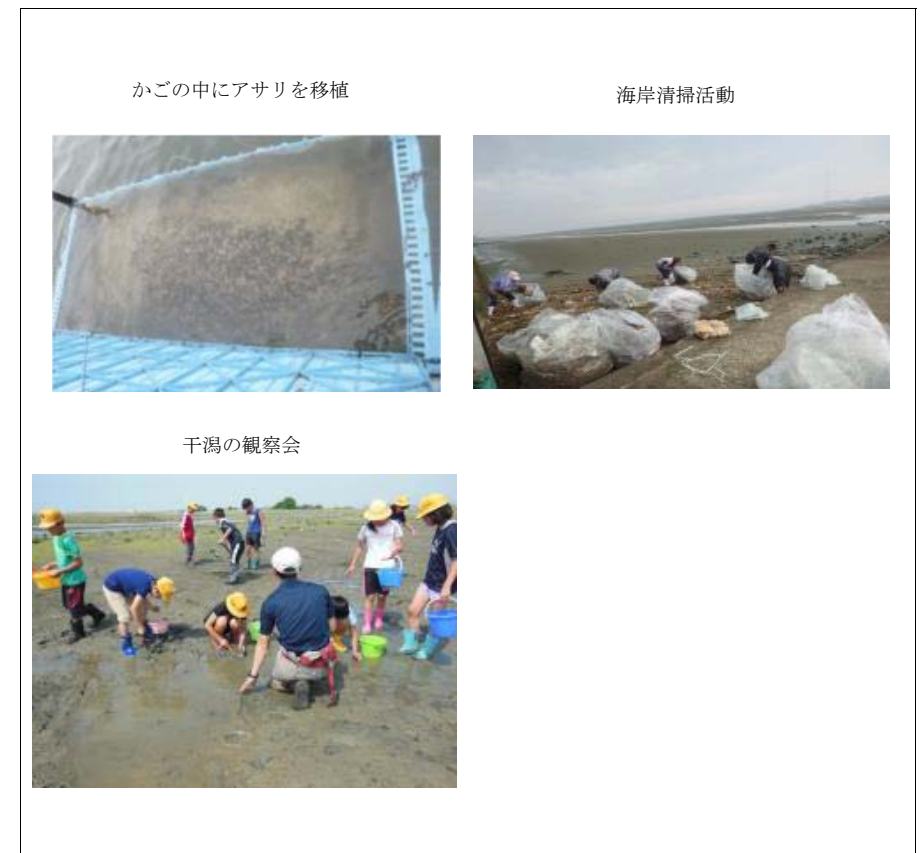 かごの中にアサリを移植
海岸清掃活動
干潟の観察会